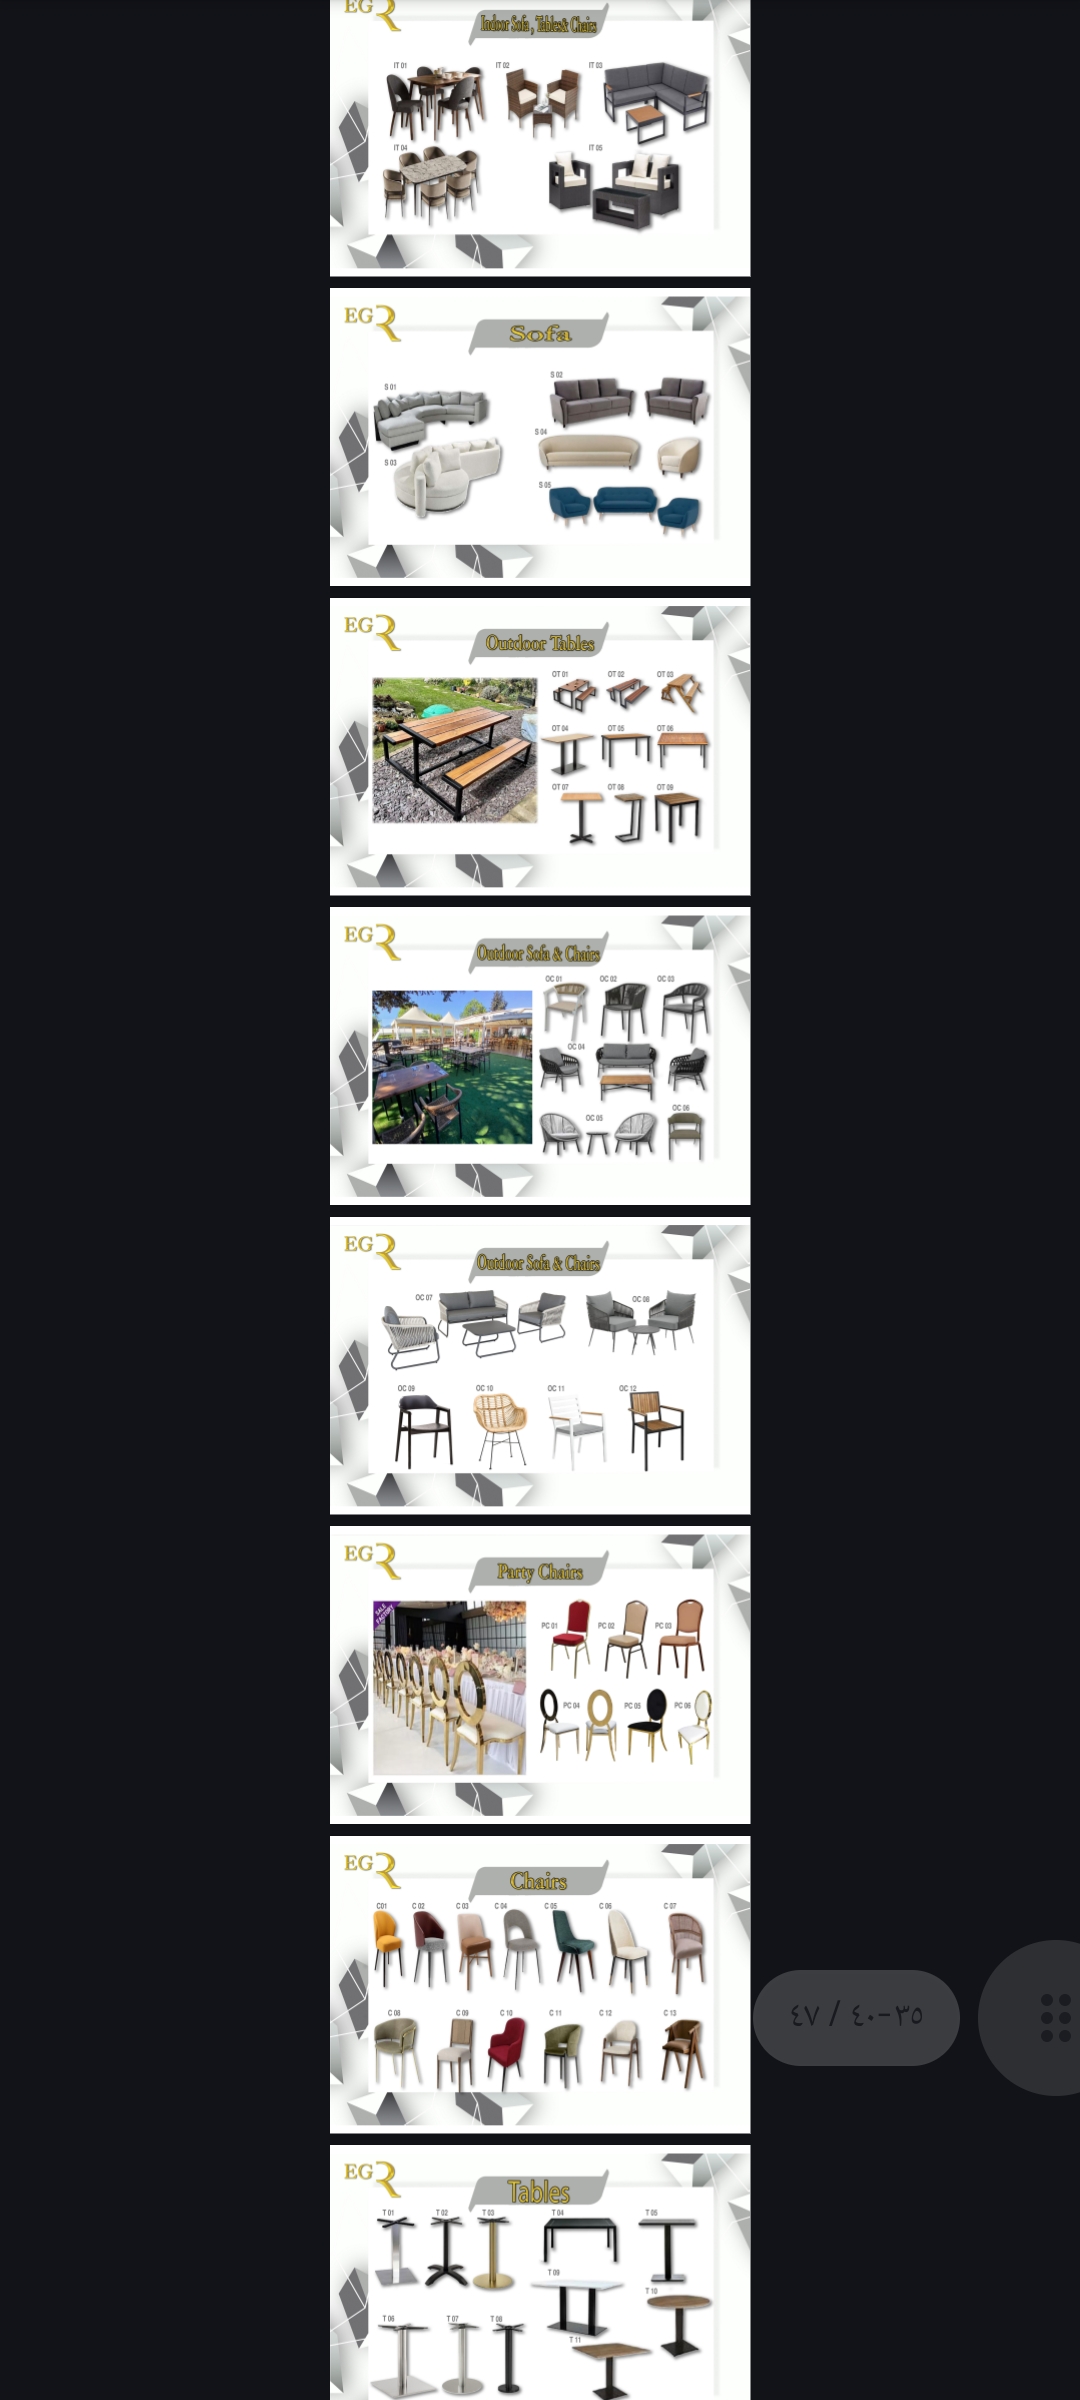 EGR
Indoor Sofa , Tables& Chairs
IT 01
IT 02
IT 03
IT 04
IT 05
EGR
Sofa
S 01
S 02
S 03
S 04
S 05
EGR
Outdoor Tables
OT 01
OT 02
OT 03
OT 04
OT 05
OT 06
OT 07
OT 08
OT 09
EGR
Outdoor Sofa & Chairs
OC 01
OC 02
OC 03
OC 04
OC 05
OC 06
EGR
Outdoor Sofa & Chairs
OC 07
OC 08
OC 09
OC 10
OC 11
OC 12
EGR
Party Chairs
SALE
FACTORY
PC 01
PC 02
PC 03
PC 04
PC 05
PC 06
EGR
Chairs
C01
C 02
C 03
C 04
C 05
C 06
C 07
C 08
C 09
C 10
C 11
C 12
C 13
٣٥-٤٠ / ٤٧
EGR
Tables
T 01
T 02
T 03
T 04
T 05
T 09
T 10
T 06
T 07
T 08
T 11